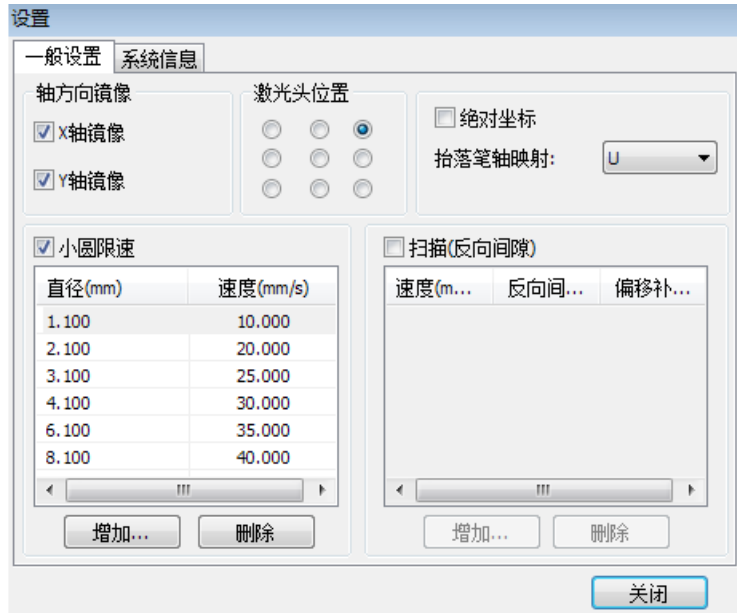 设置
一般设置 系统信息
轴方向镜像
X轴镜像
Y轴镜像
激光头位置
绝对坐标
抬落笔轴映射: U
小圆限速
直径(mm) 速度(mm/s)
1.100 10.000
2.100 20.000
3.100 25.000
4.100 30.000
6.100 35.000
8.100 40.000
增加... 删除
扫描(反向间隙)
速度(m... 反向间... 偏移补...
增加... 删除
关闭